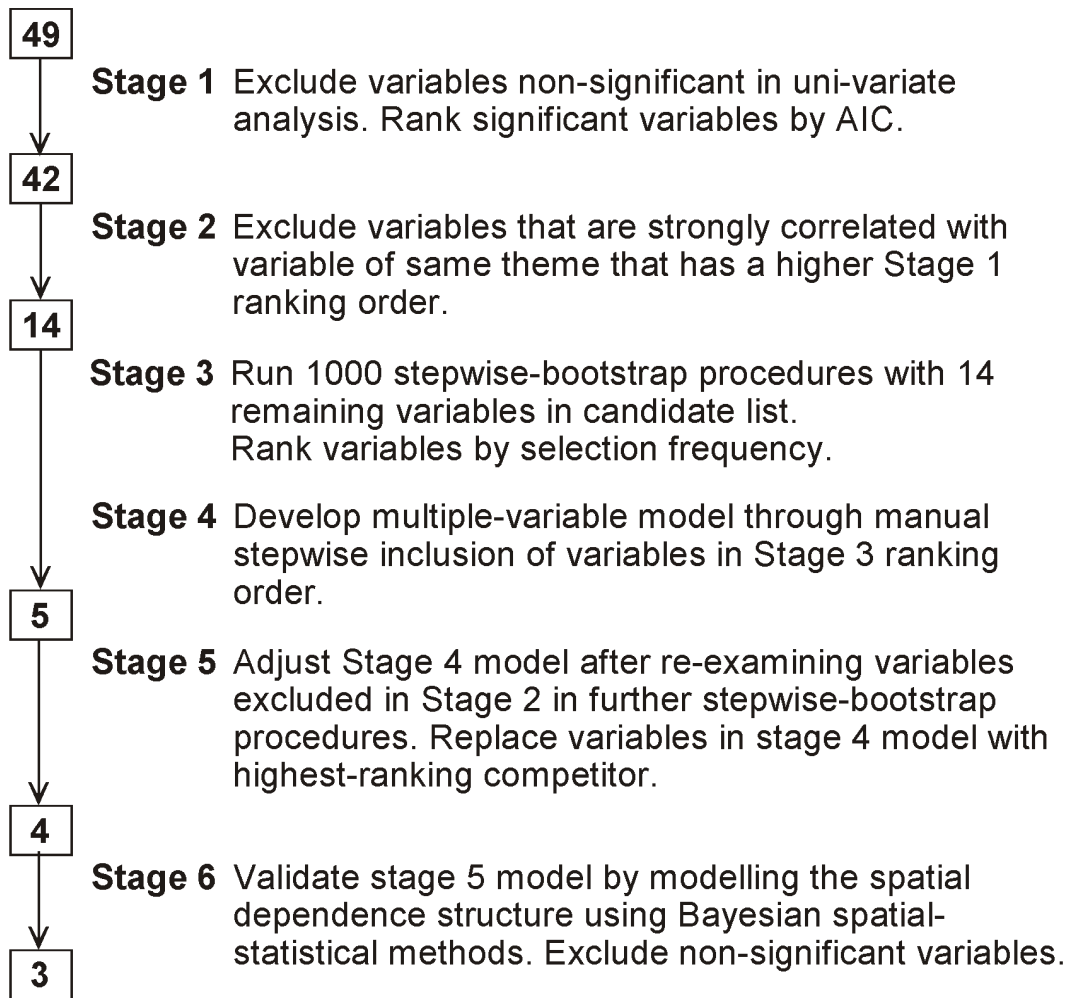 49
Stage 1 Exclude variables non-significant in uni-variate
analysis. Rank significant variables by AIC.
42
Stage 2 Exclude variables that are strongly correlated with
variable of same theme that has a higher Stage 1
ranking order.
14
Stage 3 Run 1000 stepwise-bootstrap procedures with 14
remaining variables in candidate list.
Rank variables by selection frequency.
Stage 4 Develop multiple-variable model through manual
stepwise inclusion of variables in Stage 3 ranking
order.
5
Stage 5 Adjust Stage 4 model after re-examining variables
excluded in Stage 2 in further stepwise-bootstrap
procedures. Replace variables in stage 4 model with
highest-ranking competitor.
4
Stage 6 Validate stage 5 model by modelling the spatial
dependence structure using Bayesian spatial-
statistical methods. Exclude non-significant variables.
3